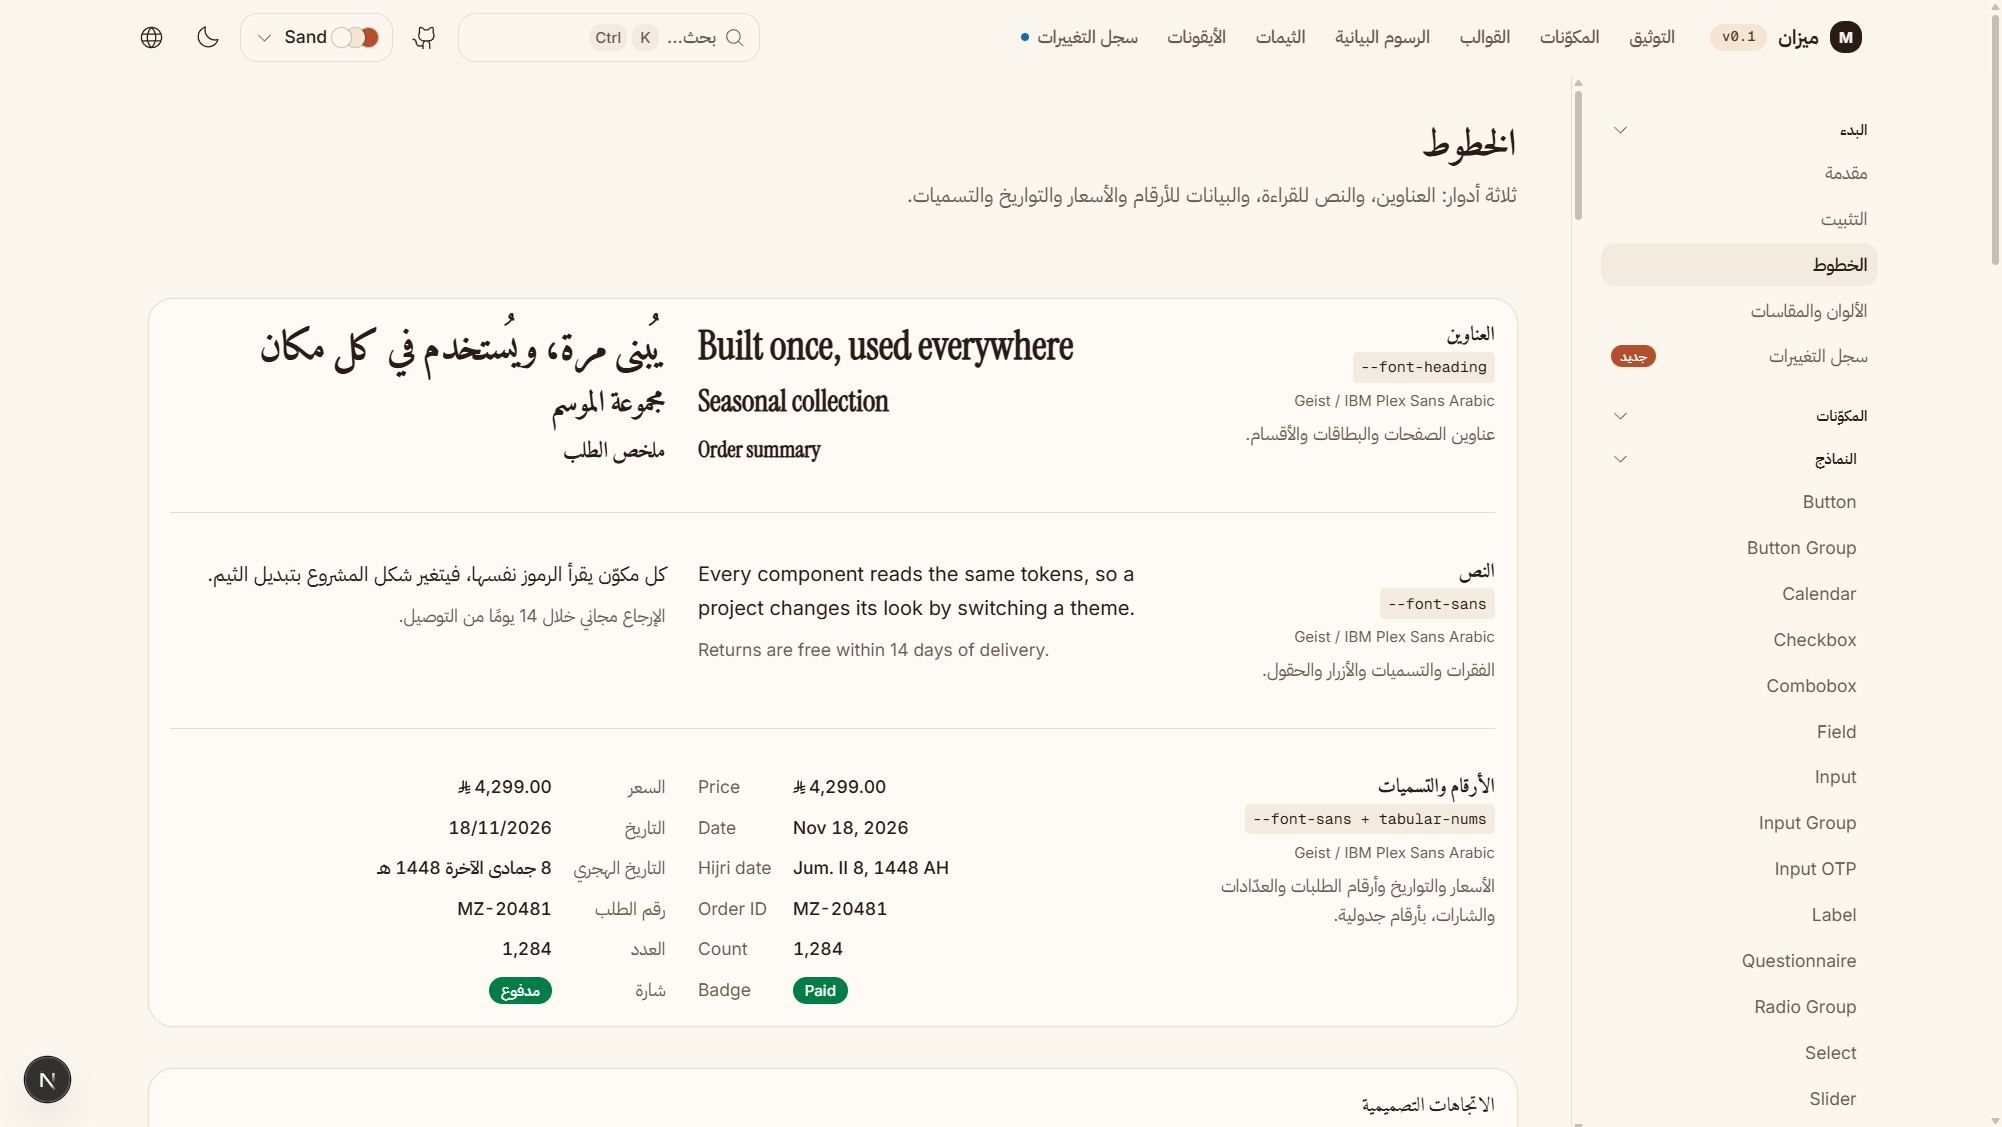 M ميزان v0.1
التوثيق المكوّنات القوالب الرسوم البيانية الثيمات الأيقونات سجل التغييرات
بحث... K Ctrl
Sand
البدء
مقدمة
التثبيت
الخطوط
الألوان والمقاسات
سجل التغييرات جديد
المكوّنات
النماذج
Button
Button Group
Calendar
Checkbox
Combobox
Field
Input
Input Group
Input OTP
Label
Questionnaire
Radio Group
Select
Slider
الخطوط
ثلاثة أدوار: العناوين، والنص للقراءة، والبيانات للأرقام والأسعار والتواريخ والتسميات.
العناوين
--font-heading
Geist / IBM Plex Sans Arabic
عناوين الصفحات والبطاقات والأقسام.
Built once, used everywhere
Seasonal collection
Order summary
يُبنى مرة، ويُستخدم في كل مكان
مجموعة الموسم
ملخص الطلب
النص
--font-sans
Geist / IBM Plex Sans Arabic
الفقرات والتسميات والأزرار والحقول.
Every component reads the same tokens, so a
project changes its look by switching a theme.
Returns are free within 14 days of delivery.
كل مكوّن يقرأ الرموز نفسها، فيتغير شكل المشروع بتبديل الثيم.
الإرجاع مجاني خلال 14 يومًا من التوصيل.
الأرقام والتسميات
--font-sans + tabular-nums
Geist / IBM Plex Sans Arabic
الأسعار والتواريخ وأرقام الطلبات والعدّادات
والشارات، بأرقام جدولية.
Price ⃁ 4,299.00
Date Nov 18, 2026
Hijri date Jum. II 8, 1448 AH
Order ID MZ-20481
Count 1,284
Badge Paid
السعر ⃁ 4,299.00
التاريخ 18/11/2026
التاريخ الهجري 8 جمادى الآخرة 1448 هـ
رقم الطلب MZ-20481
العدد 1,284
شارة مدفوع
الاتجاهات التصميمية
N